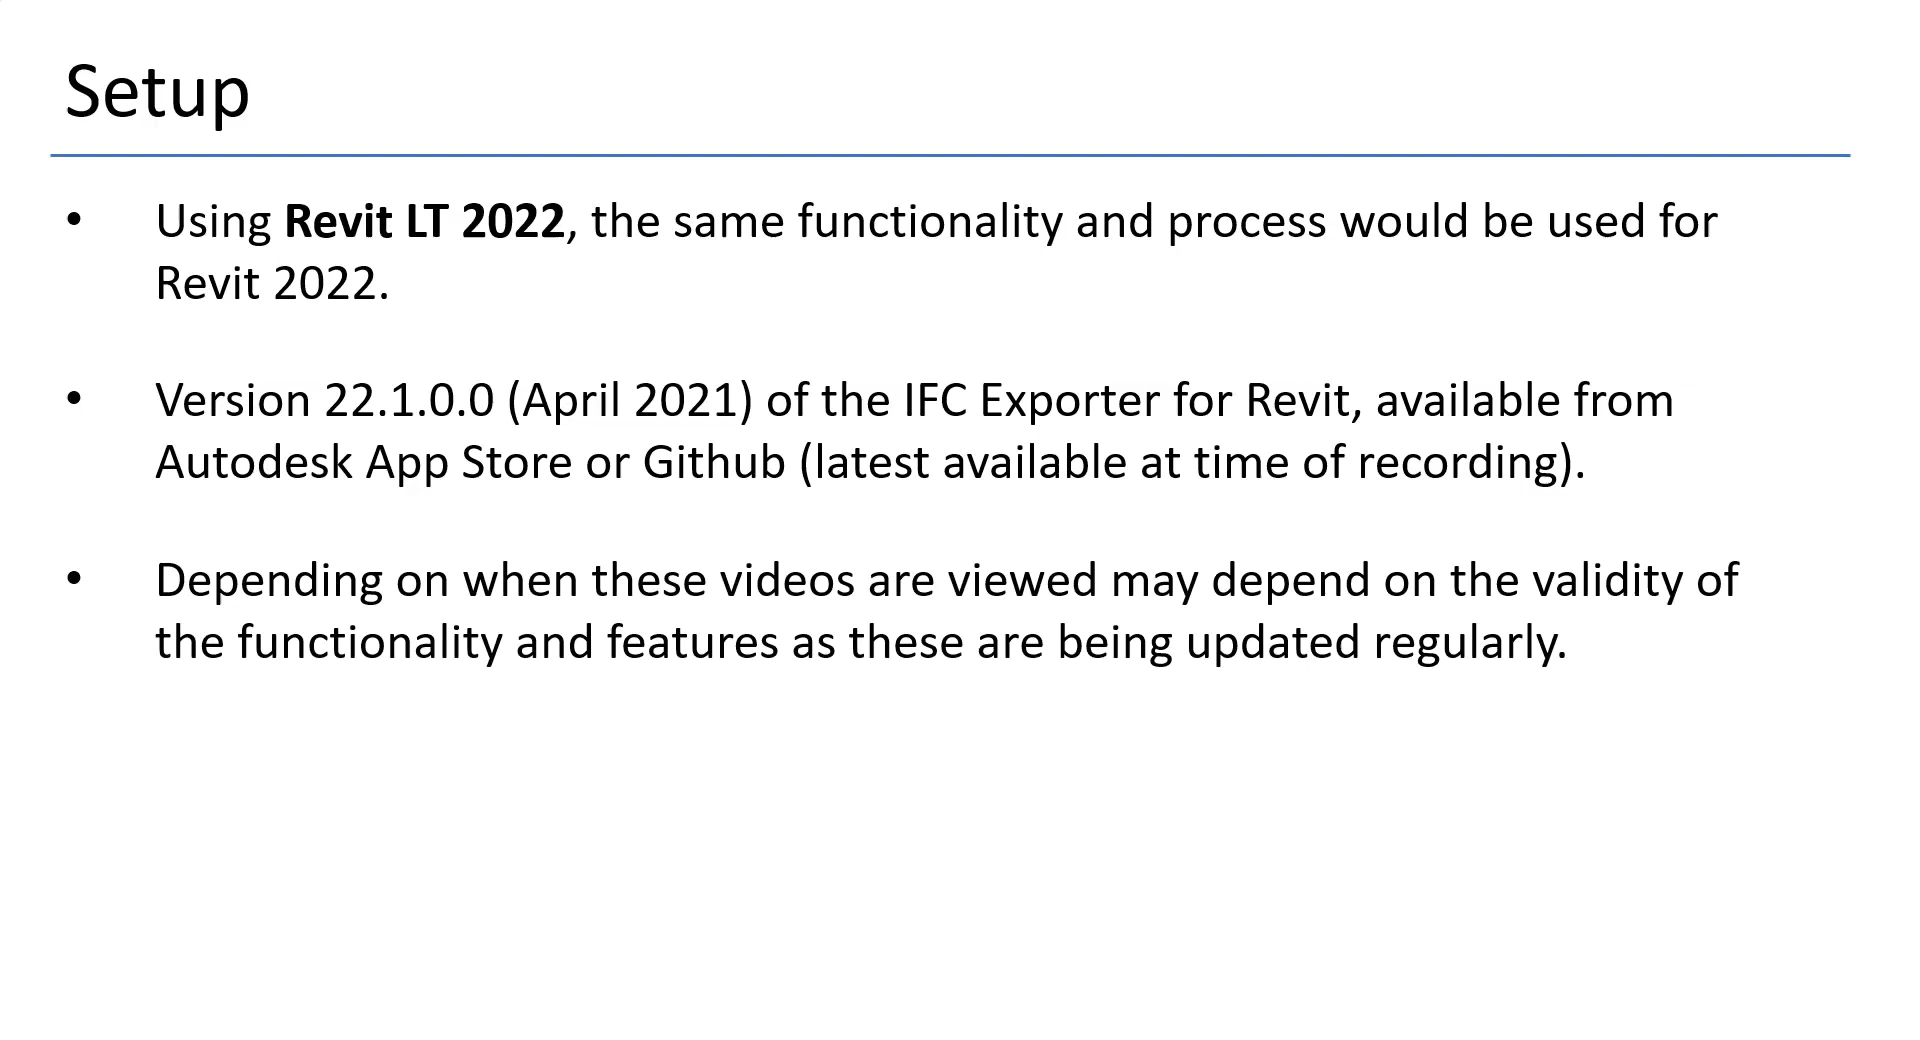 Setup
• Using Revit LT 2022, the same functionality and process would be used for
Revit 2022.
• Version 22.1.0.0 (April 2021) of the IFC Exporter for Revit, available from
Autodesk App Store or Github (latest available at time of recording).
• Depending on when these videos are viewed may depend on the validity of
the functionality and features as these are being updated regularly.